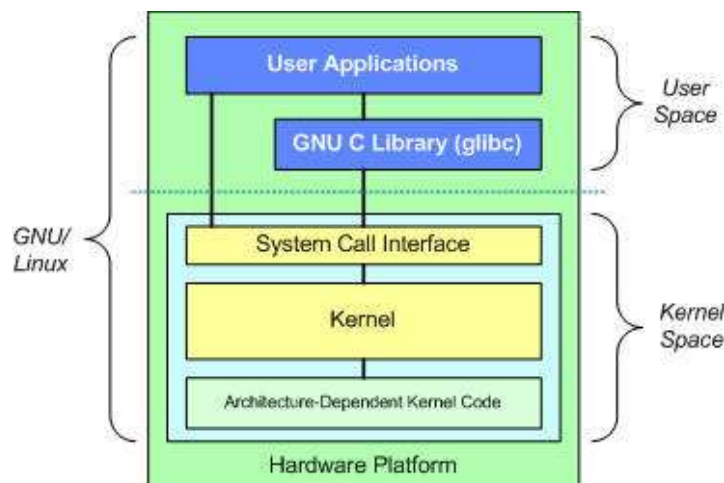 User Applications
GNU C Library (glibc)
User
Space
GNU/
Linux
System Call Interface
Kernel
Architecture-Dependent Kernel Code
Kernel
Space
Hardware Platform